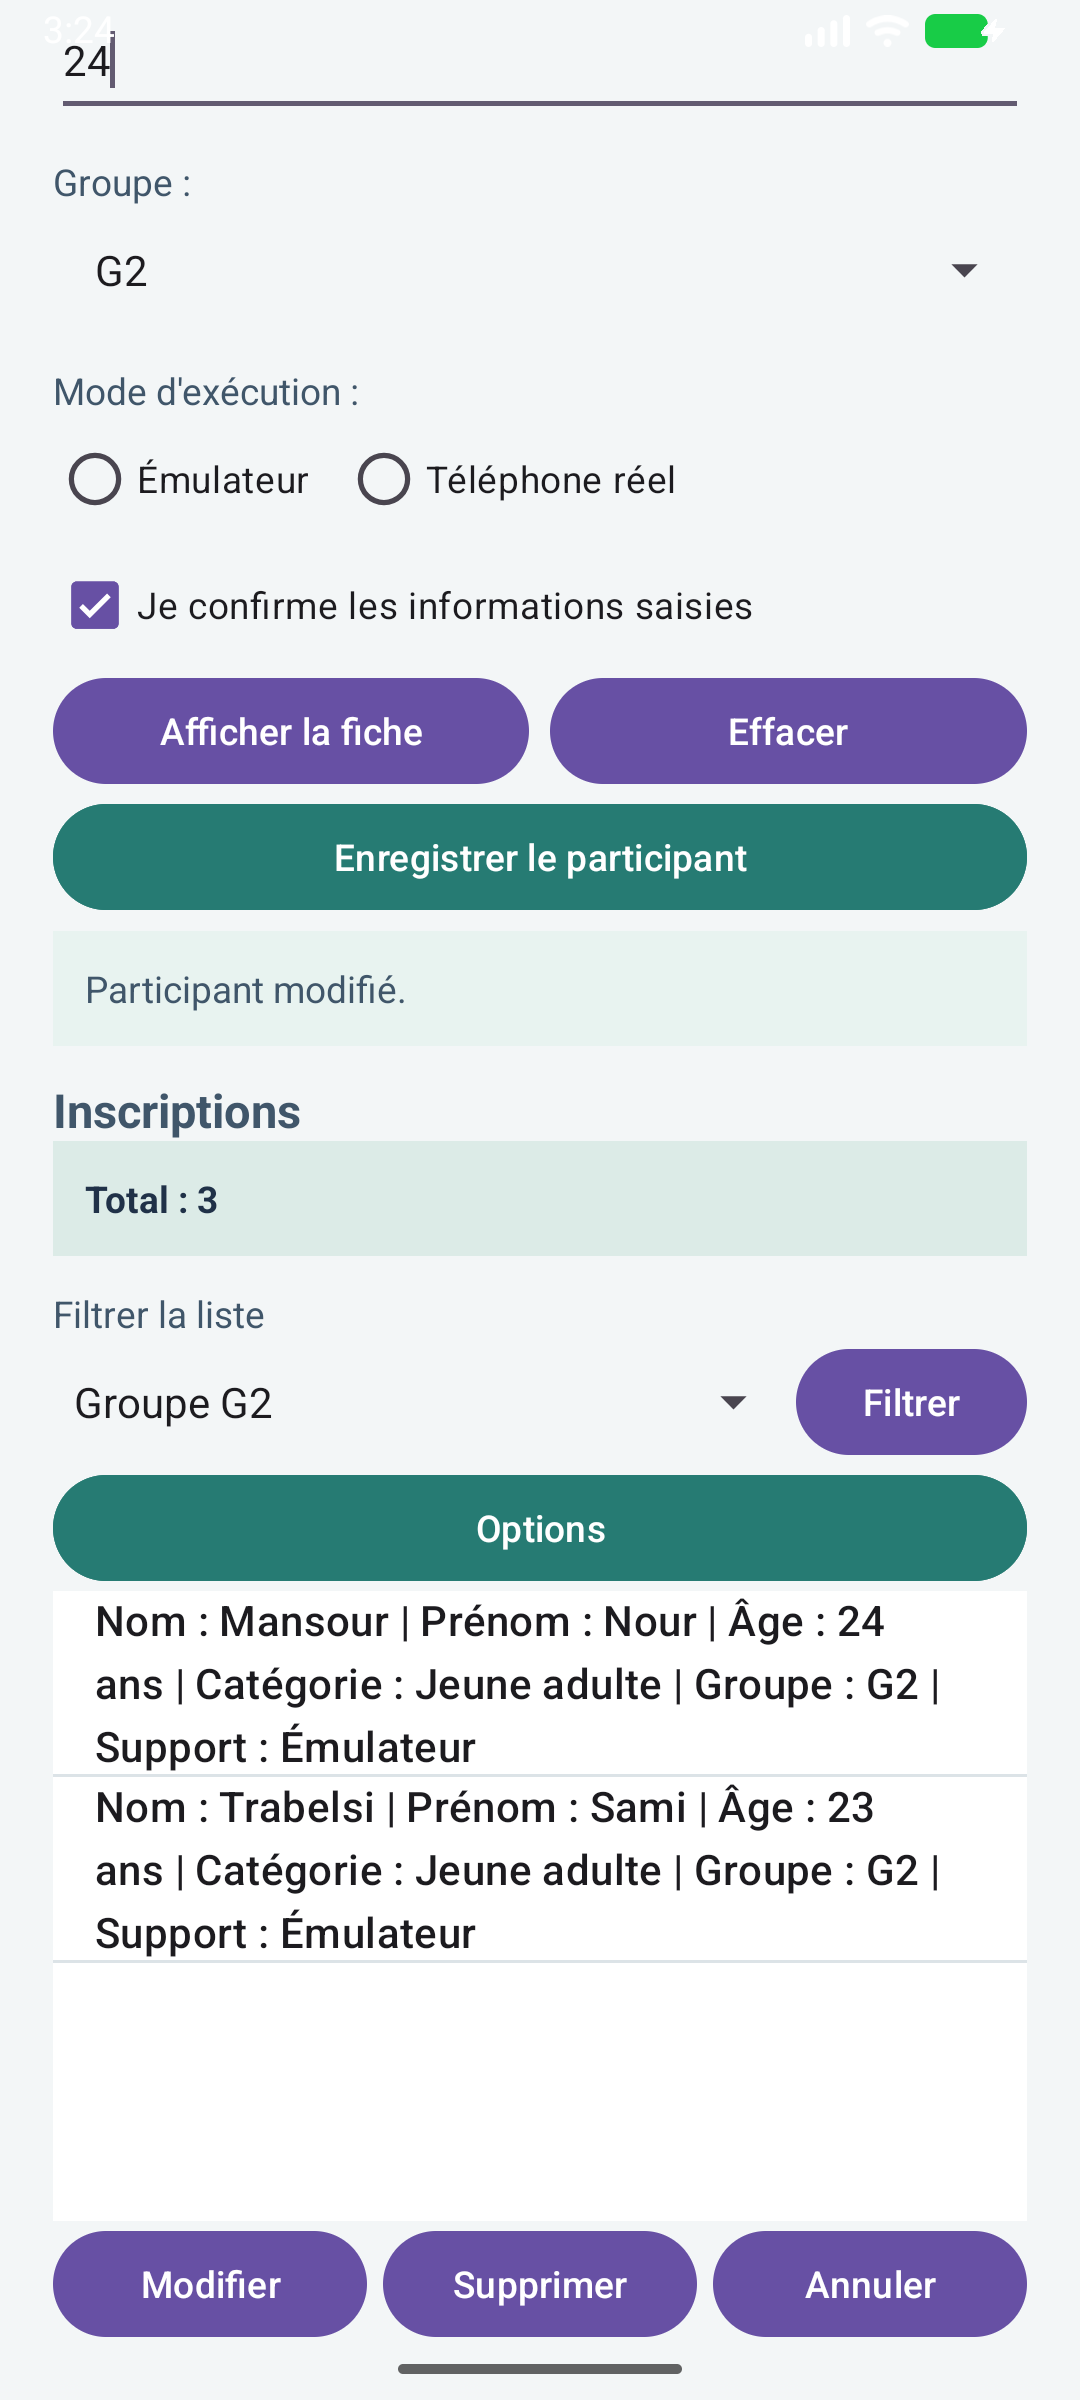 3:24
24
Groupe :
G2
Mode d'exécution :
Émulateur
Téléphone réel
Je confirme les informations saisies
Afficher la fiche
Effacer
Enregistrer le participant
Participant modifié.
Inscriptions
Total : 3
Filtrer la liste
Groupe G2
Filtrer
Options
Nom : Mansour | Prénom : Nour | Âge : 24
ans | Catégorie : Jeune adulte | Groupe : G2 |
Support : Émulateur
Nom : Trabelsi | Prénom : Sami | Âge : 23
ans | Catégorie : Jeune adulte | Groupe : G2 |
Support : Émulateur
Modifier
Supprimer
Annuler